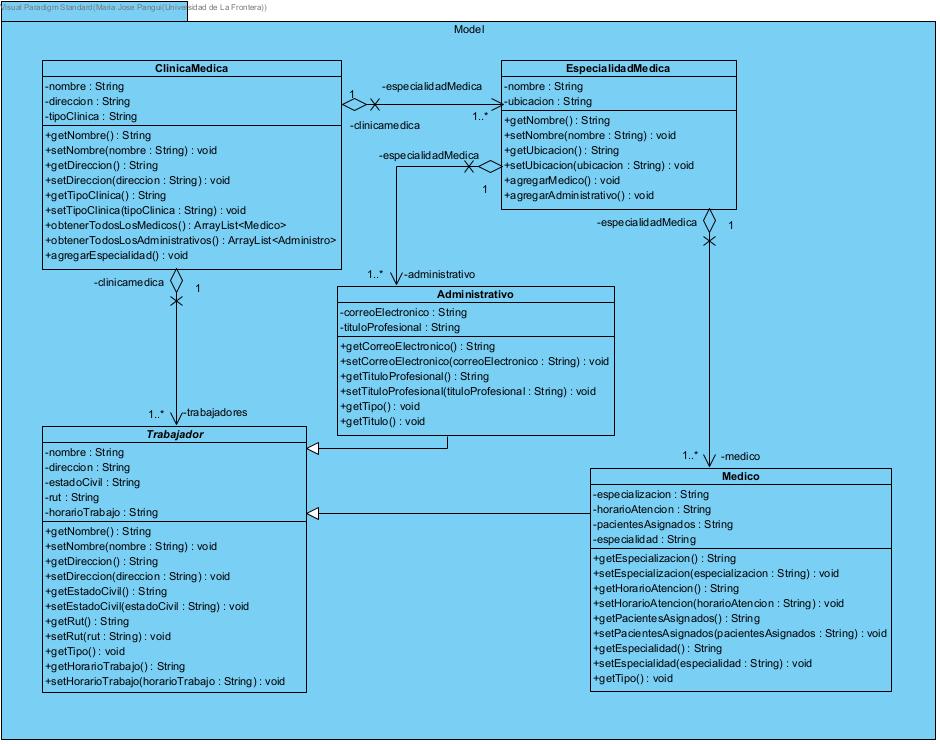 Visual Paradigm Standard(Maria Jose Pangui(Universidad de La Frontera))
Model
ClinicaMedica
-nombre : String
-direccion : String
-tipoClinica : String
+getNombre() : String
+setNombre(nombre : String) : void
+getDireccion() : String
+setDireccion(direccion : String) : void
+getTipoClinica() : String
+setTipoClinica(tipoClinica : String) : void
+obtenerTodosLosMedicos() : ArrayList<Medico>
+obtenerTodosLosAdministrativos() : ArrayList<Administro>
+agregarEspecialidad() : void
1
-especialidadMedica
1..*
-clinicamedica
EspecialidadMedica
-nombre : String
-ubicacion : String
+getNombre() : String
+setNombre(nombre : String) : void
+getUbicacion() : String
+setUbicacion(ubicacion : String) : void
+agregarMedico() : void
+agregarAdministrativo() : void
-especialidadMedica
1
1..*
-administrativo
-especialidadMedica
1
1..*
-medico
-clinicamedica
1
1..*
-trabajadores
Administrativo
-correoElectronico : String
-tituloProfesional : String
+getCorreoElectronico() : String
+setCorreoElectronico(correoElectronico : String) : void
+getTituloProfesional() : String
+setTituloProfesional(tituloProfesional : String) : void
+getTipo() : void
+getTitulo() : void
Trabajador
-nombre : String
-direccion : String
-estadoCivil : String
-rut : String
-horarioTrabajo : String
+getNombre() : String
+setNombre(nombre : String) : void
+getDireccion() : String
+setDireccion(direccion : String) : void
+getEstadoCivil() : String
+setEstadoCivil(estadoCivil : String) : void
+getRut() : String
+setRut(rut : String) : void
+getTipo() : void
+getHorarioTrabajo() : String
+setHorarioTrabajo(horarioTrabajo : String) : void
Medico
-especializacion : String
-horarioAtencion : String
-pacientesAsignados : String
-especialidad : String
+getEspecializacion() : String
+setEspecializacion(especializacion : String) : void
+getHorarioAtencion() : String
+setHorarioAtencion(horarioAtencion : String) : void
+getPacientesAsignados() : String
+setPacientesAsignados(pacientesAsignados : String) : void
+getEspecialidad() : String
+setEspecialidad(especialidad : String) : void
+getTipo() : void